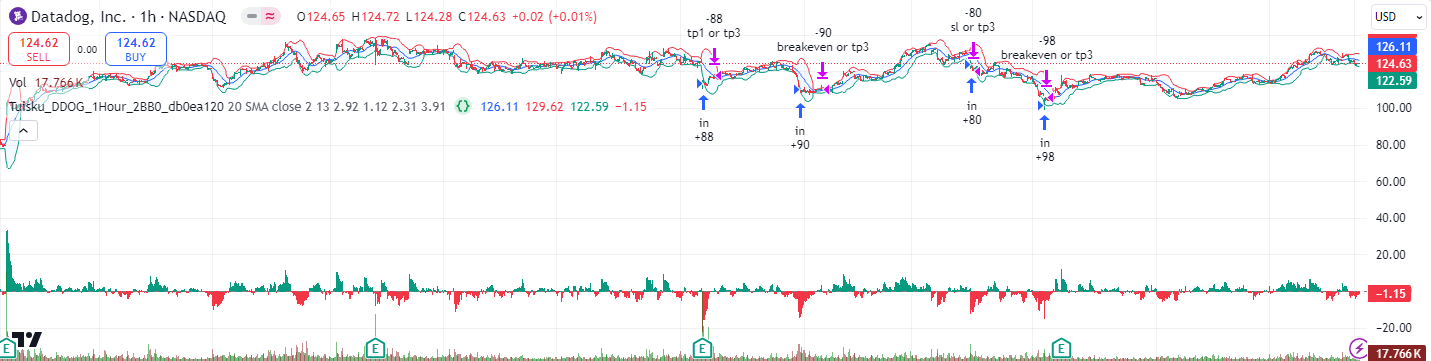 Datadog, Inc. · 1h · NASDAQ O124.65 H124.72 L124.28 C124.63 +0.02 (+0.01%)
124.62 SELL
0.00
124.62 BUY
Vol 17.766 K
Tuisku_DDOG_1Hour_2BB0_db0ea120 20 SMA close 2 13 2.92 1.12 2.31 3.91 126.11 129.62 122.59 −1.15
-88
tp1 or tp3
in
+88
-90
breakeven or tp3
in
+90
-80
sl or tp3
in
+80
-98
breakeven or tp3
in
+98
USD
126.11
124.63
122.59
100.00
80.00
60.00
40.00
20.00
−1.15
−20.00
17.766 K
E
E
E
E